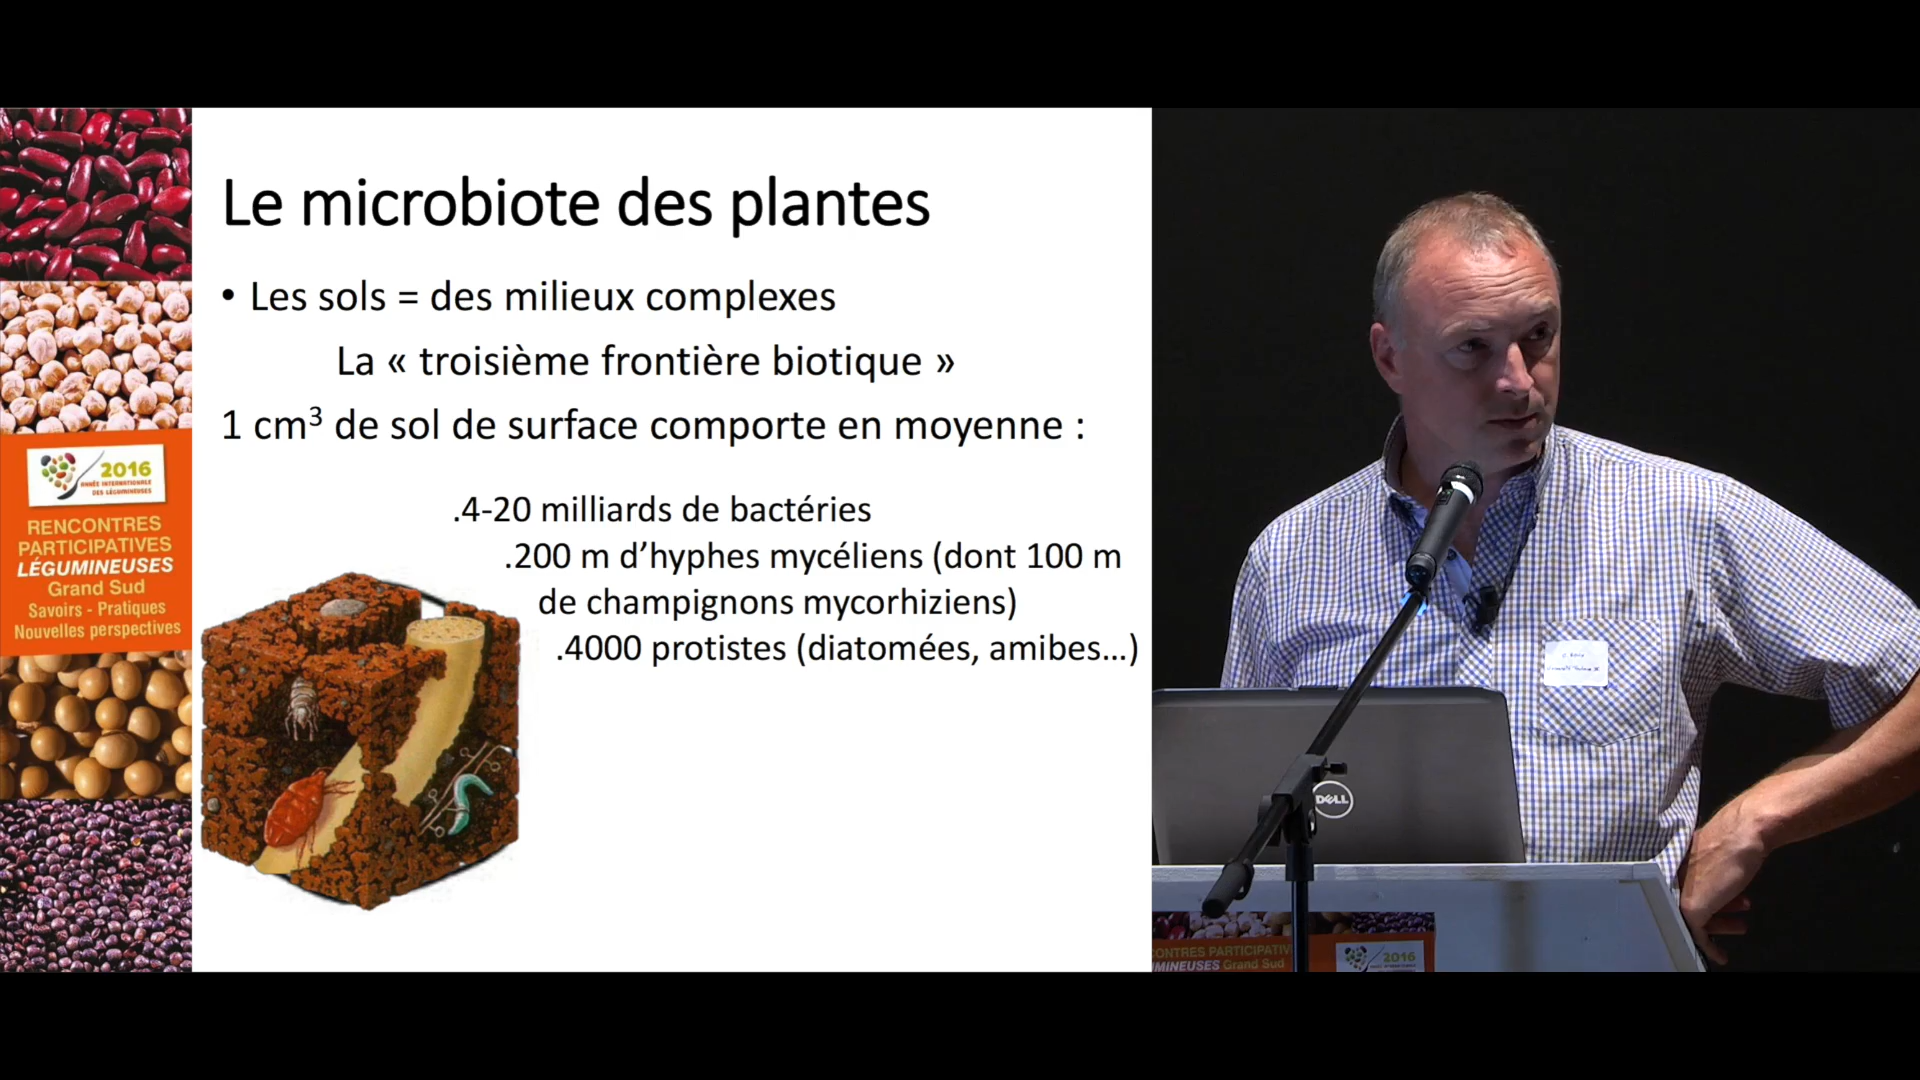 Le microbiote des plantes
• Les sols = des milieux complexes
La « troisième frontière biotique »
1 cm³ de sol de surface comporte en moyenne :
.4-20 milliards de bactéries
.200 m d’hyphes mycéliens (dont 100 m
de champignons mycorhiziens)
.4000 protistes (diatomées, amibes...)
2016
ANNÉE INTERNATIONALE
DES LÉGUMINEUSES
RENCONTRES
PARTICIPATIVES
LÉGUMINEUSES
Grand Sud
Savoirs - Pratiques
Nouvelles perspectives
DELL
CONTRES PARTICIPATIV
UMINEUSES Grand Sud
2016